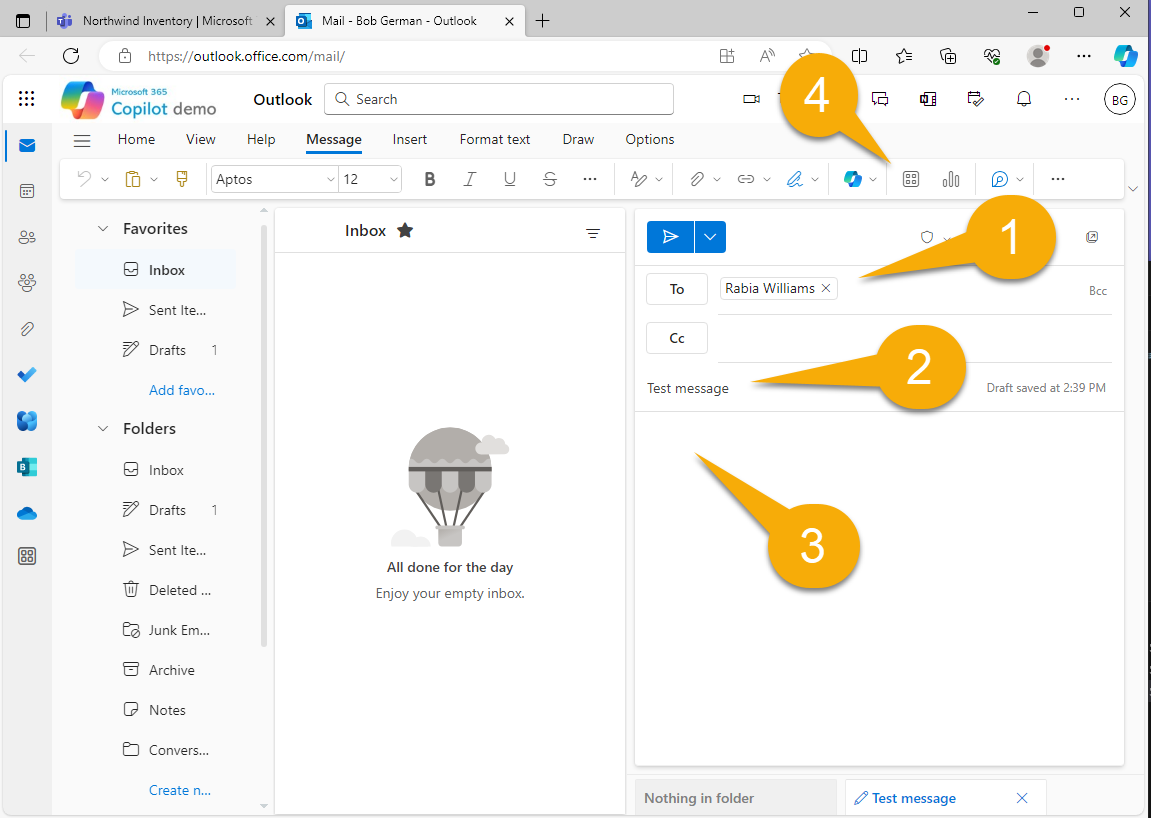 Northwind Inventory | Microsoft
Mail - Bob German - Outlook
https://outlook.office.com/mail/
Microsoft 365
Copilot demo
Outlook
Search
BG
4
Home
View
Help
Message
Insert
Format text
Draw
Options
Aptos
12
B
I
U
S
Favorites
Inbox
Sent Ite...
Drafts 1
Add favo...
Folders
Inbox
Drafts 1
Sent Ite...
Deleted ...
Junk Em...
Archive
Notes
Convers...
Create n...
Inbox
All done for the day
Enjoy your empty inbox.
1
To
Rabia Williams
Bcc
Cc
2
Test message
Draft saved at 2:39 PM
3
Nothing in folder
Test message